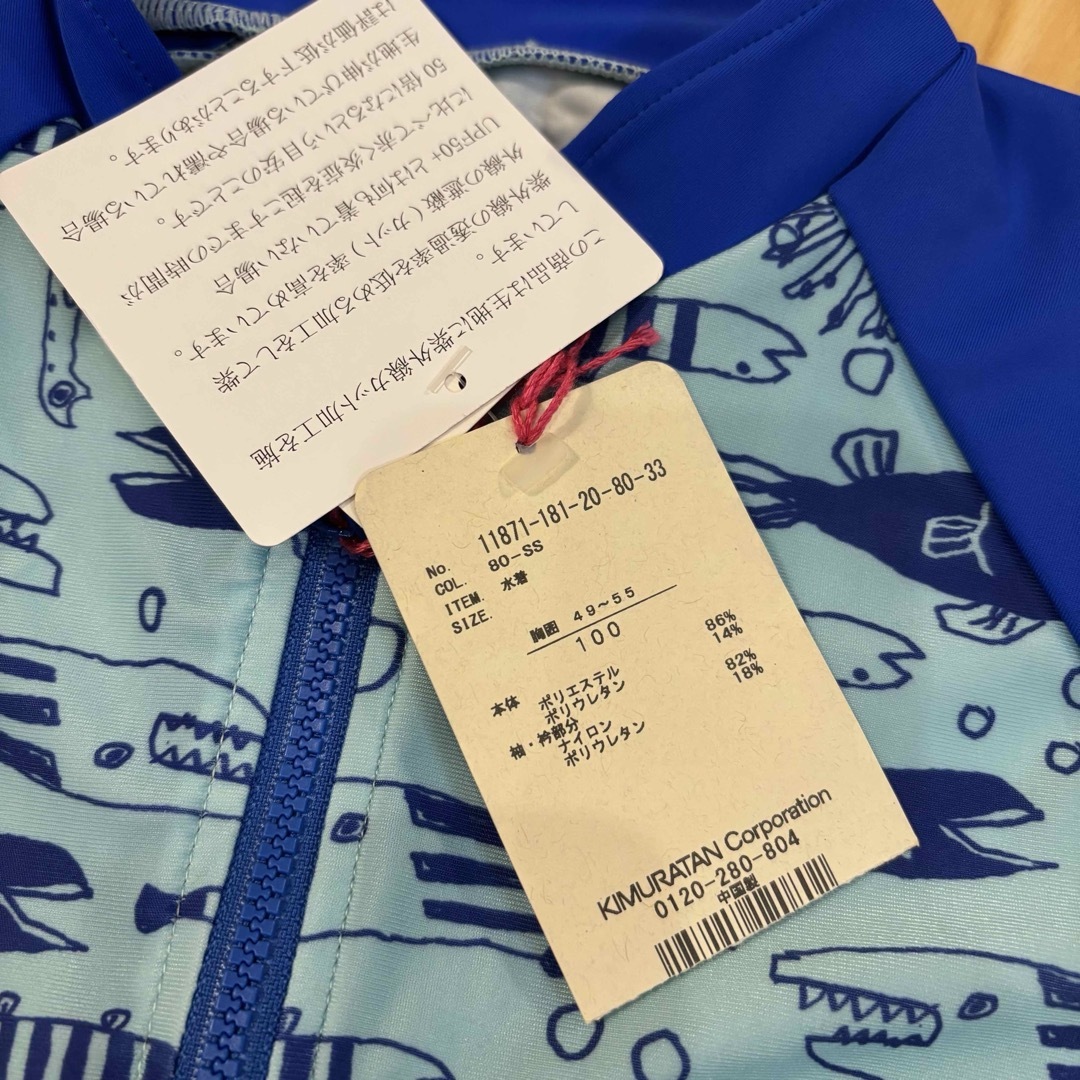 この商品は生地に紫外線カット加工を施
しています。
紫外線の透過率を低める加工をして紫
外線の遮蔽(カット)率を高めています。
UPF50+とは何も着ていない場合
に比べて赤く炎症を起こすまでの時間が
50倍になるという目安のことです。
生地が伸びている場合や濡れている場合
は評価が低下することがあります。
No. 11871-181-20-80-33
COL. 80-SS
ITEM. 水着
SIZE.
胸囲 49~55
100
本体 ポリエステル 86%
ポリウレタン 14%
袖・衿部分
ナイロン 82%
ポリウレタン 18%
KIMURATAN Corporation
0120-280-804
中国製